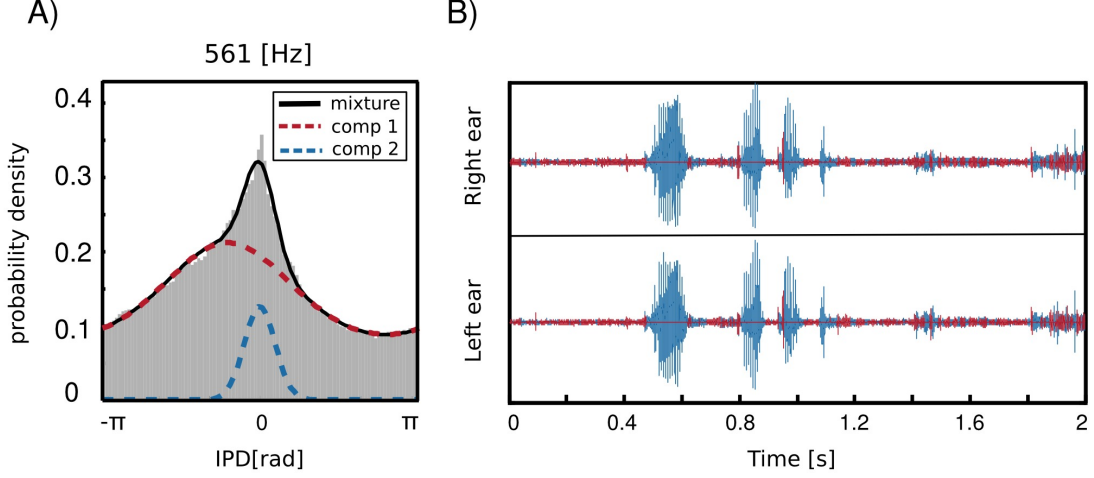 A)
561 [Hz]
probability density
0.4
0.3
0.2
0.1
0
mixture
comp 1
comp 2
-π
0
π
IPD[rad]
B)
Right ear
Left ear
0
0.4
0.8
1.2
1.6
2
Time [s]